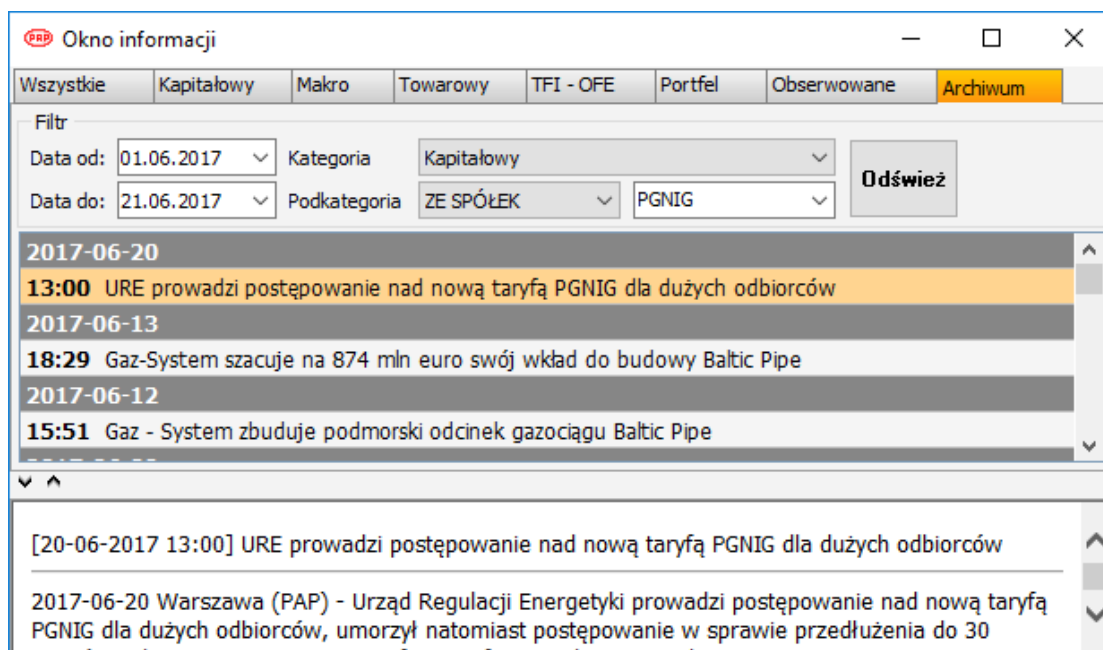 PAP Okno informacji
Wszystkie Kapitałowy Makro Towarowy TFI - OFE Portfel Obserwowane Archiwum
Filtr
Data od: 01.06.2017 Kategoria Kapitałowy
Odśwież
Data do: 21.06.2017 Podkategoria ZE SPÓŁEK PGNIG
2017-06-20
13:00 URE prowadzi postępowanie nad nową taryfą PGNIG dla dużych odbiorców
2017-06-13
18:29 Gaz-System szacuje na 874 mln euro swój wkład do budowy Baltic Pipe
2017-06-12
15:51 Gaz - System zbuduje podmorski odcinek gazociągu Baltic Pipe
[20-06-2017 13:00] URE prowadzi postępowanie nad nową taryfą PGNIG dla dużych odbiorców
2017-06-20 Warszawa (PAP) - Urząd Regulacji Energetyki prowadzi postępowanie nad nową taryfą
PGNIG dla dużych odbiorców, umorzył natomiast postępowanie w sprawie przedłużenia do 30